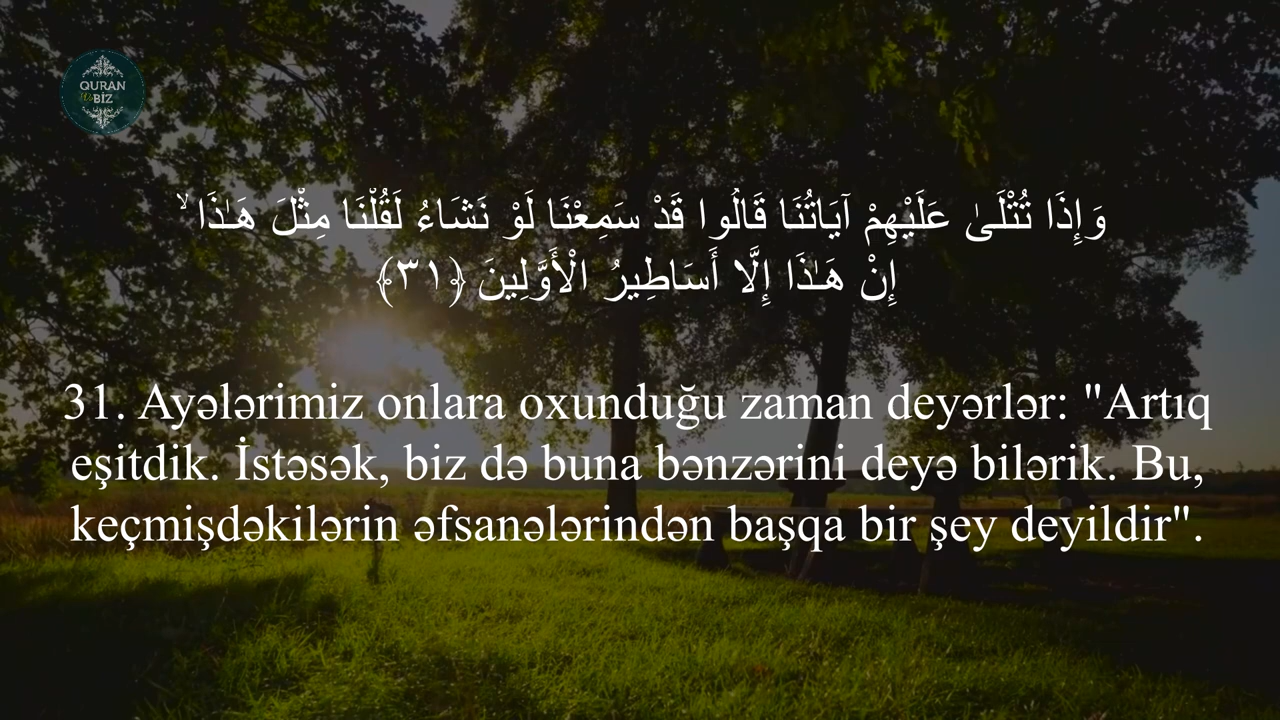 QURAN
BİZ
وَإِذَا تُتْلَىٰ عَلَيْهِمْ آيَاتُنَا قَالُوا قَدْ سَمِعْنَا لَوْ نَشَاءُ لَقُلْنَا مِثْلَ هَـٰذَا ۙ
إِنْ هَـٰذَا إِلَّا أَسَاطِيرُ الْأَوَّلِينَ ﴿٣١﴾
31. Ayələrimiz onlara oxunduğu zaman deyərlər: "Artıq
eşitdik. İstəsək, biz də buna bənzərini deyə bilərik. Bu,
keçmişdəkilərin əfsanələrindən başqa bir şey deyildir".